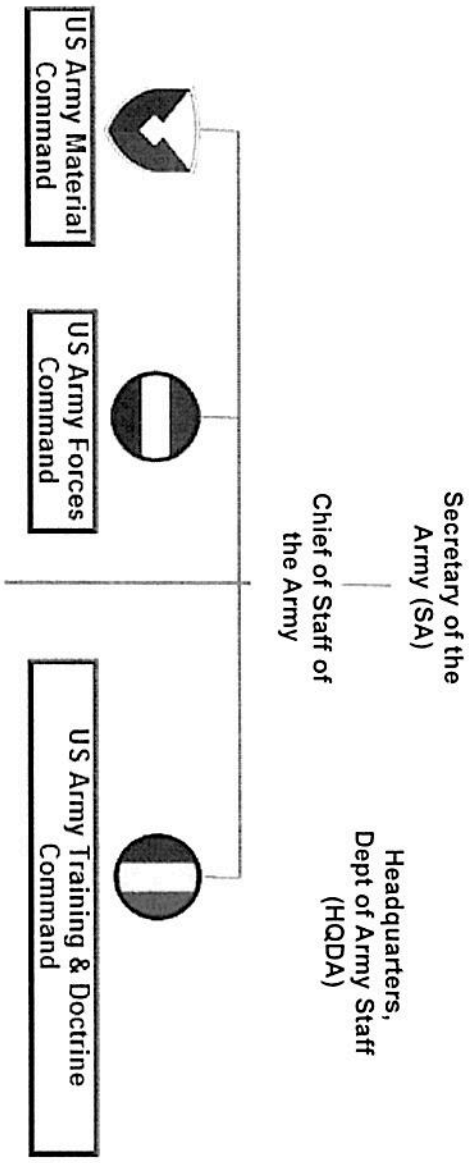 Secretary of the
Army (SA)
Headquarters,
Dept of Army Staff
(HQDA)
Chief of Staff of
the Army
US Army Material
Command
US Army Forces
Command
US Army Training & Doctrine
Command